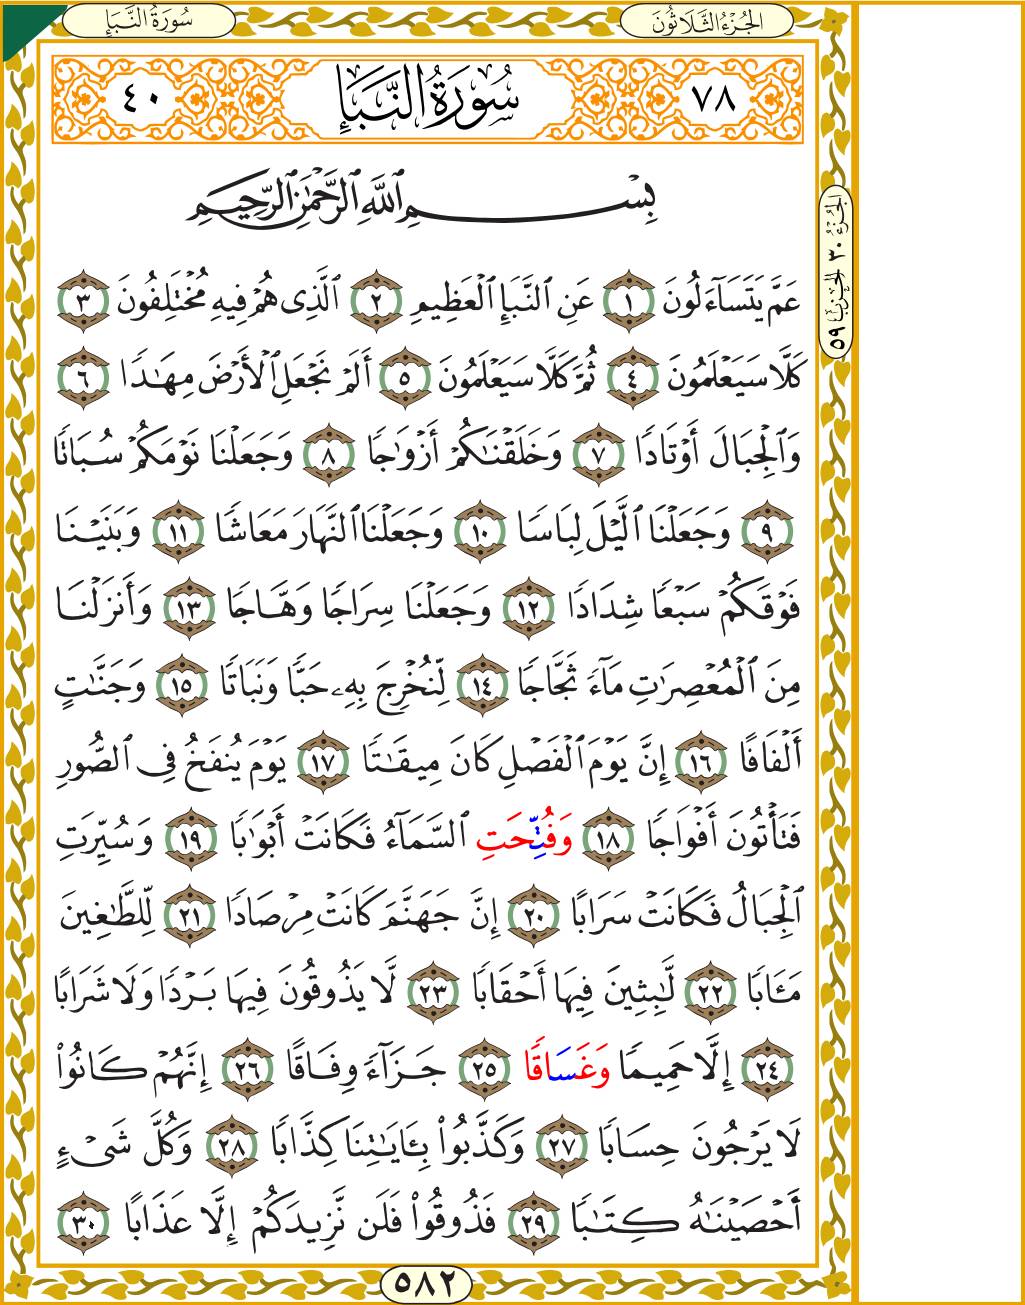 سُورَةُ النَّبَإِ
الجُزْءُ الثَّلَاثُونَ
٧٨ سُورَةُ النَّبَإِ ٤٠
بِسْمِ ٱللَّهِ ٱلرَّحْمَٰنِ ٱلرَّحِيمِ
الجُزْءُ ٣٠ الحِزْبُ ٥٩
عَمَّ يَتَسَآءَلُونَ ١ عَنِ ٱلنَّبَإِ ٱلْعَظِيمِ ٢ ٱلَّذِى هُمْ فِيهِ مُخْتَلِفُونَ ٣
كَلَّا سَيَعْلَمُونَ ٤ ثُمَّ كَلَّا سَيَعْلَمُونَ ٥ أَلَمْ نَجْعَلِ ٱلْأَرْضَ مِهَٰدًا ٦
وَٱلْجِبَالَ أَوْتَادًا ٧ وَخَلَقْنَٰكُمْ أَزْوَٰجًا ٨ وَجَعَلْنَا نَوْمَكُمْ سُبَاتًا
٩ وَجَعَلْنَا ٱلَّيْلَ لِبَاسًا ١٠ وَجَعَلْنَا ٱلنَّهَارَ مَعَاشًا ١١ وَبَنَيْنَا
فَوْقَكُمْ سَبْعًا شِدَادًا ١٢ وَجَعَلْنَا سِرَاجًا وَهَّاجًا ١٣ وَأَنزَلْنَا
مِنَ ٱلْمُعْصِرَٰتِ مَآءً ثَجَّاجًا ١٤ لِّنُخْرِجَ بِهِۦ حَبًّا وَنَبَاتًا ١٥ وَجَنَّٰتٍ
أَلْفَافًا ١٦ إِنَّ يَوْمَ ٱلْفَصْلِ كَانَ مِيقَٰتًا ١٧ يَوْمَ يُنفَخُ فِى ٱلصُّورِ
فَتَأْتُونَ أَفْوَاجًا ١٨ وَفُتِّحَتِ ٱلسَّمَآءُ فَكَانَتْ أَبْوَٰبًا ١٩ وَسُيِّرَتِ
ٱلْجِبَالُ فَكَانَتْ سَرَابًا ٢٠ إِنَّ جَهَنَّمَ كَانَتْ مِرْصَادًا ٢١ لِّلطَّٰغِينَ
مَـَٔابًا ٢٢ لَّٰبِثِينَ فِيهَآ أَحْقَابًا ٢٣ لَّا يَذُوقُونَ فِيهَا بَرْدًا وَلَا شَرَابًا
٢٤ إِلَّا حَمِيمًا وَغَسَاقًا ٢٥ جَزَآءً وِفَاقًا ٢٦ إِنَّهُمْ كَانُوا۟
لَا يَرْجُونَ حِسَابًا ٢٧ وَكَذَّبُوا۟ بِـَٔايَٰتِنَا كِذَّابًا ٢٨ وَكُلَّ شَىْءٍ
أَحْصَيْنَٰهُ كِتَٰبًا ٢٩ فَذُوقُوا۟ فَلَن نَّزِيدَكُمْ إِلَّا عَذَابًا ٣٠
٥٨٢